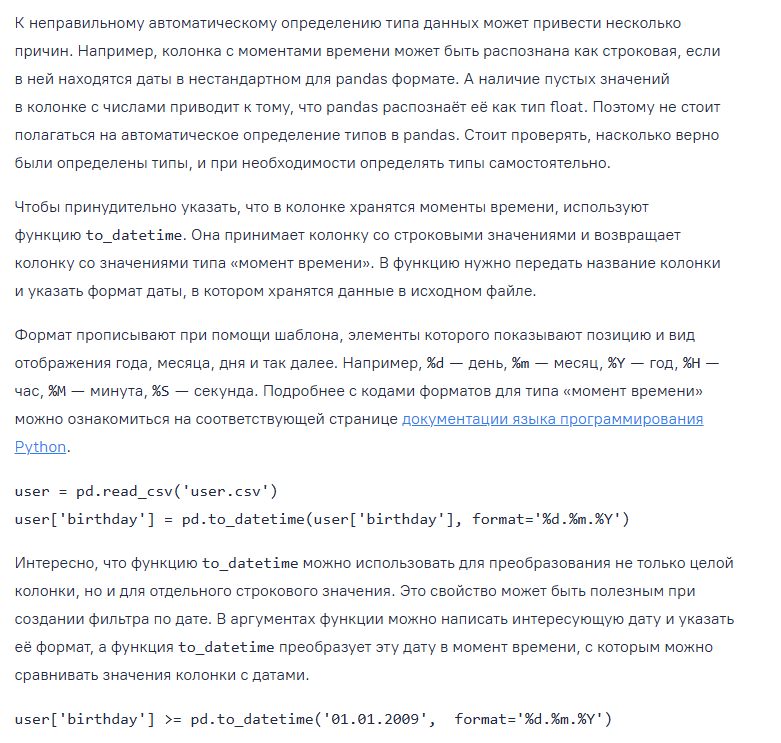 К неправильному автоматическому определению типа данных может привести несколько
причин. Например, колонка с моментами времени может быть распознана как строковая, если
в ней находятся даты в нестандартном для pandas формате. А наличие пустых значений
в колонке с числами приводит к тому, что pandas распознаёт её как тип float. Поэтому не стоит
полагаться на автоматическое определение типов в pandas. Стоит проверять, насколько верно
были определены типы, и при необходимости определять типы самостоятельно.
Чтобы принудительно указать, что в колонке хранятся моменты времени, используют
функцию to_datetime. Она принимает колонку со строковыми значениями и возвращает
колонку со значениями типа «момент времени». В функцию нужно передать название колонки
и указать формат даты, в котором хранятся данные в исходном файле.
Формат прописывают при помощи шаблона, элементы которого показывают позицию и вид
отображения года, месяца, дня и так далее. Например, %d — день, %m — месяц, %Y — год, %H —
час, %M — минута, %S — секунда. Подробнее с кодами форматов для типа «момент времени»
можно ознакомиться на соответствующей странице документации языка программирования
Python.
user = pd.read_csv('user.csv')
user['birthday'] = pd.to_datetime(user['birthday'], format='%d.%m.%Y')
Интересно, что функцию to_datetime можно использовать для преобразования не только целой
колонки, но и для отдельного строкового значения. Это свойство может быть полезным при
создании фильтра по дате. В аргументах функции можно написать интересующую дату и указать
её формат, а функция to_datetime преобразует эту дату в момент времени, с которым можно
сравнивать значения колонки с датами.
user['birthday'] >= pd.to_datetime('01.01.2009',  format='%d.%m.%Y')